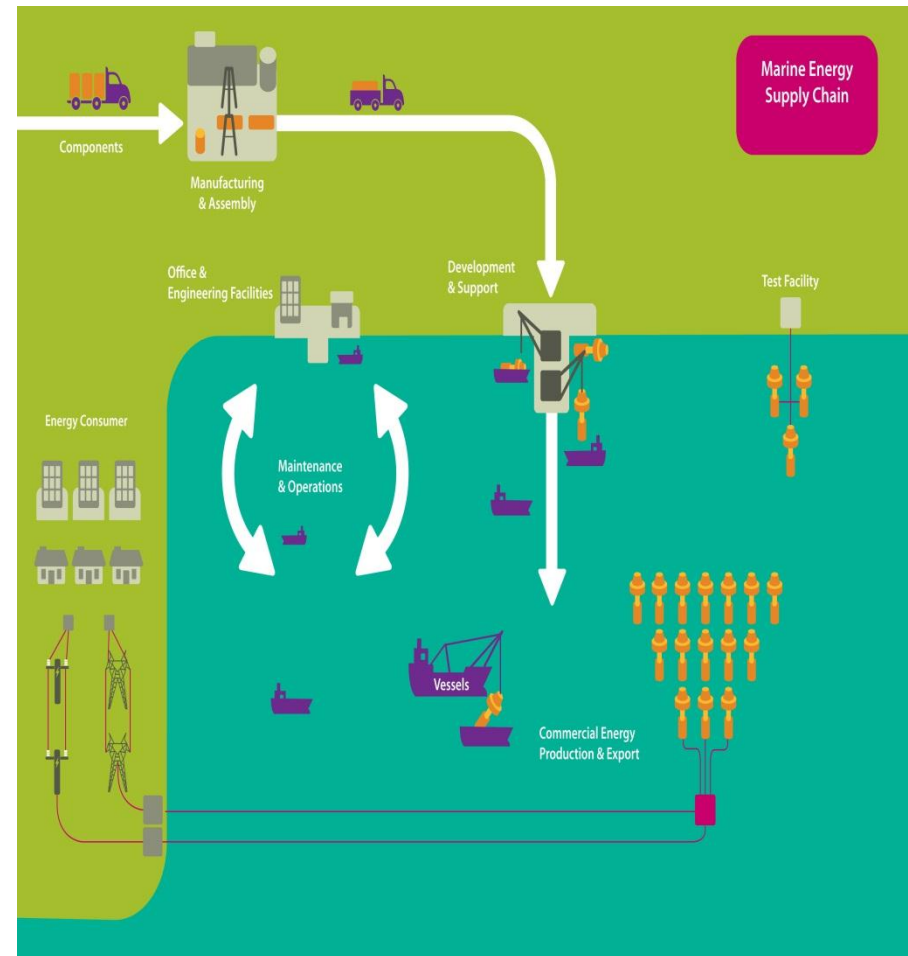 Marine Energy
Supply Chain
Components
Manufacturing
& Assembly
Office &
Engineering Facilities
Development
& Support
Test Facility
Energy Consumer
Maintenance
& Operations
Vessels
Commercial Energy
Production & Export